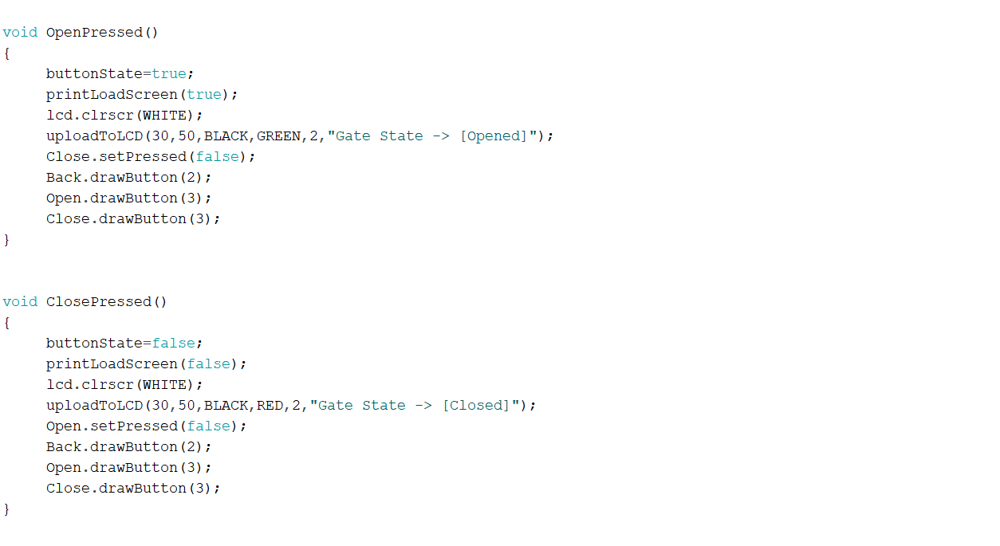 void OpenPressed()
{
buttonState=true;
printLoadScreen(true);
lcd.clrscr(WHITE);
uploadToLCD(30,50,BLACK,GREEN,2,"Gate State -> [Opened]");
Close.setPressed(false);
Back.drawButton(2);
Open.drawButton(3);
Close.drawButton(3);
}
void ClosePressed()
{
buttonState=false;
printLoadScreen(false);
lcd.clrscr(WHITE);
uploadToLCD(30,50,BLACK,RED,2,"Gate State -> [Closed]");
Open.setPressed(false);
Back.drawButton(2);
Open.drawButton(3);
Close.drawButton(3);
}